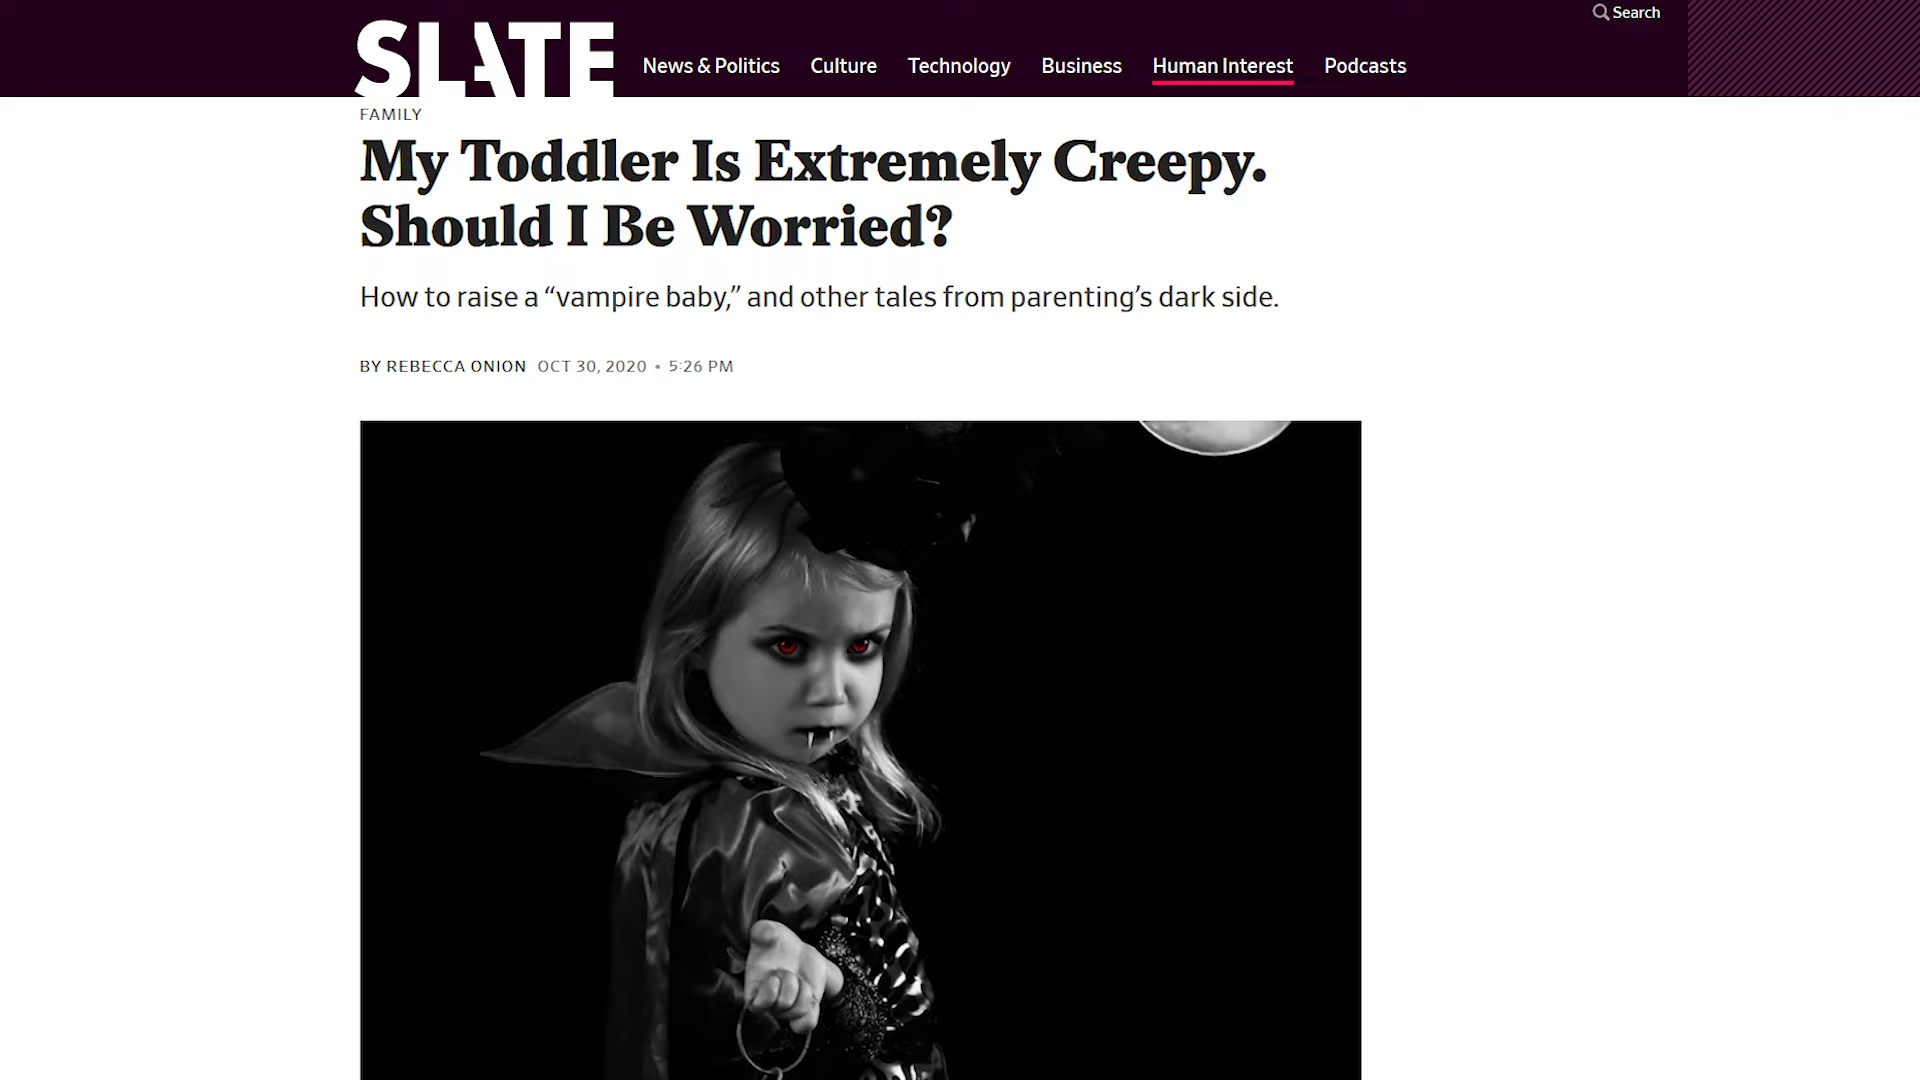 Search
SLATE
News & Politics Culture Technology Business Human Interest Podcasts
FAMILY
My Toddler Is Extremely Creepy.
Should I Be Worried?
How to raise a “vampire baby,” and other tales from parenting’s dark side.
BY REBECCA ONION OCT 30, 2020 • 5:26 PM